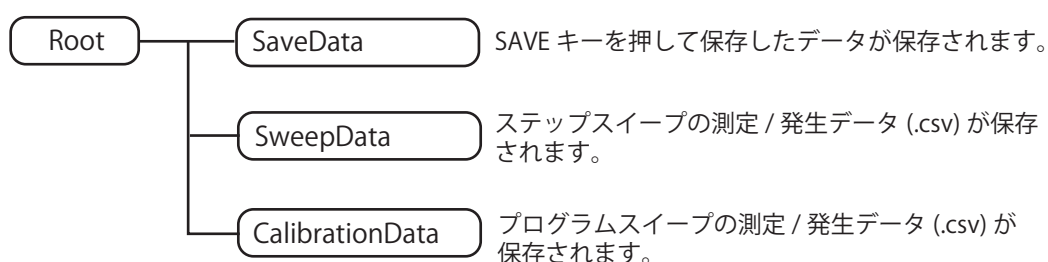 Root
SaveData
SAVE キーを押して保存したデータが保存されます。
SweepData
ステップスイープの測定 / 発生データ (.csv) が保存
されます。
CalibrationData
プログラムスイープの測定 / 発生データ (.csv) が
保存されます。